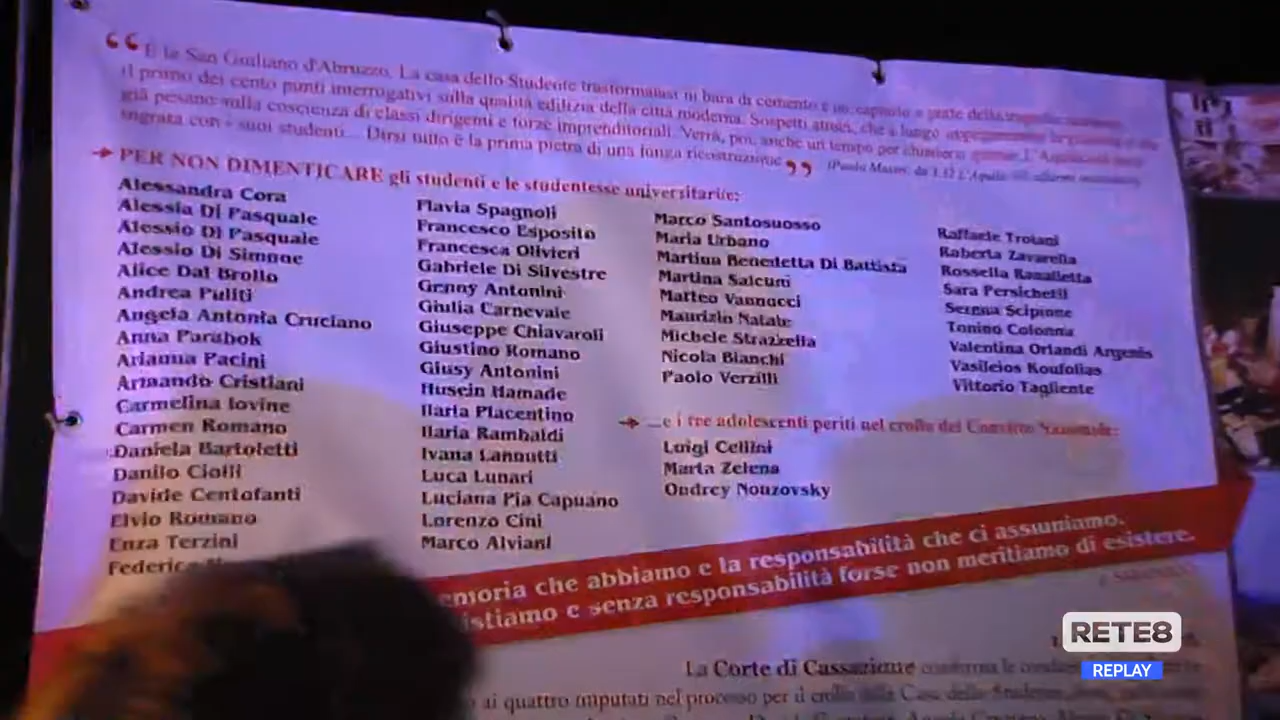 “ È la San Giuliano d'Abruzzo. La casa dello Studente trasformatasi in bara di cemento è un capitolo a parte della tragedia
il primo dei cento punti interrogativi sulla qualità edilizia della città moderna. Sospetti atroci, che a lungo
già pesano sulla coscienza di classi dirigenti e forze imprenditoriali. Verrà, poi, anche un tempo per chiamarsi L'Aquila
ingrata con i suoi studenti... Dirsi tutto è la prima pietra di una lunga ricostruzione ”
PER NON DIMENTICARE gli studenti e le studentesse universitari/e:
Alessandra Cora
Alessia Di Pasquale
Alessio Di Pasquale
Alessio Di Simone
Alice Dal Brollo
Andrea Puliti
Angela Antonia Cruciano
Anna Parabok
Arianna Pacini
Armando Cristiani
Carmelina Iovine
Carmen Romano
Daniela Bartoletti
Danilo Ciolli
Davide Centofanti
Elvio Romano
Enza Terzini
Federica
Flavia Spagnoli
Francesco Esposito
Francesca Olivieri
Gabriele Di Silvestre
Genny Antonini
Giulia Carnevale
Giuseppe Chiavaroli
Giustino Romano
Giusy Antonini
Husein Hamade
Ilaria Placentino
Ilaria Rambaldi
Ivana Lannutti
Luca Lunari
Luciana Pia Capuano
Lorenzo Cini
Marco Alviani
Marco Santosuosso
Maria Urbano
Martina Benedetta Di Battista
Martina Salcuni
Matteo Vannucci
Maurizio Natale
Michele Strazzella
Nicola Bianchi
Paolo Verzilli
Raffaele Troiani
Roberta Zavarella
Rossella Ranalletta
Sara Persichetti
Serena Scipione
Tonino Colonna
Valentina Orlandi Argenis
Vasileios Koufolias
Vittorio Tagliente
...e i tre adolescenti periti nel crollo del Convitto Nazionale:
Luigi Cellini
Marta Zelena
Ondrey Nouzovsky
emoria che abbiamo e la responsabilità che ci assumiamo.
istiamo e senza responsabilità forse non meritiamo di esistere.
La Corte di Cassazione conferma le
ai quattro imputati nel processo per il crollo della Casa dello Studente
RETE8
REPLAY